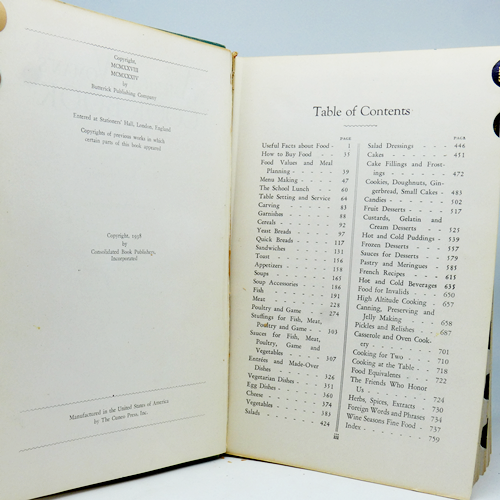 Copyright,
MCMXXVIII
MCMXXXIV
by
Butterick Publishing Company
Entered at Stationers' Hall, London, England
Copyrights of previous works in which
certain parts of this book appeared
Copyright, 1938
by
Consolidated Book Publishers,
Incorporated.
Manufactured in the United States of America
by The Cuneo Press, Inc.
Table of Contents
PAGE
Useful Facts about Food - 1
How to Buy Food - - 35
Food Values and Meal
Planning - - - - 39
Menu Making - - - 47
The School Lunch - - 60
Table Setting and Service 64
Carving - - - - - 83
Garnishes - - - - - 88
Cereals - - - - - 92
Yeast Breads - - - - 97
Quick Breads - - - - 117
Sandwiches - - - - 131
Toast - - - - - - 156
Appetizers - - - - 158
Soups - - - - - - 165
Soup Accessories - - - 186
Fish - - - - - - 191
Meat - - - - - - 228
Poultry and Game - - - 274
Stuffings for Fish, Meat,
Poultry and Game - - 303
Sauces for Fish, Meat,
Poultry, Game and
Vegetables - - - - 307
Entrées and Made-Over
Dishes - - - - - 326
Vegetarian Dishes - - - 351
Egg Dishes - - - - 343
Cheese - - - - - - 360
Vegetables - - - - - 374
Salads - - - - - - 383
424
PAGE
Salad Dressings - - - - 446
Cakes - - - - - - 451
Cake Fillings and Frost-
ings - - - - - - 472
Cookies, Doughnuts, Gin-
gerbread, Small Cakes - 483
Candies - - - - - - 502
Fruit Desserts - - - - 517
Custards, Gelatin and
Cream Desserts - - - 525
Hot and Cold Puddings - 539
Frozen Desserts - - - 557
Sauces for Desserts - - 579
Pastry and Meringues - - 585
French Recipes - - - - 615
Hot and Cold Beverages 635
Food for Invalids - - - 650
High Altitude Cooking - 657
Canning, Preserving and
Jelly Making - - - - 658
Pickles and Relishes - - 687
Casserole and Oven Cook-
ery - - - - - - 701
Cooking for Two - - - 710
Cooking at the Table - - 718
Food Equivalents - - - 722
The Friends Who Honor
Us - - - - - - 724
Herbs, Spices, Extracts - 730
Foreign Words and Phrases 734
Wine Seasons Fine Food - 737
Index - - - - - - 759
iii